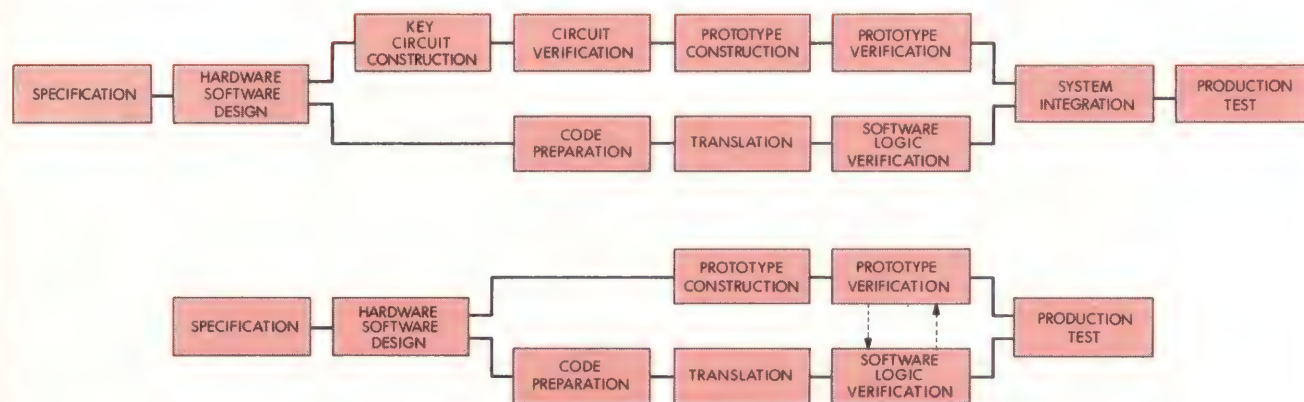 SPECIFICATION
HARDWARE
SOFTWARE
DESIGN
KEY
CIRCUIT
CONSTRUCTION
CIRCUIT
VERIFICATION
PROTOTYPE
CONSTRUCTION
PROTOTYPE
VERIFICATION
CODE
PREPARATION
TRANSLATION
SOFTWARE
LOGIC
VERIFICATION
SYSTEM
INTEGRATION
PRODUCTION
TEST
SPECIFICATION
HARDWARE
SOFTWARE
DESIGN
PROTOTYPE
CONSTRUCTION
PROTOTYPE
VERIFICATION
CODE
PREPARATION
TRANSLATION
SOFTWARE
LOGIC
VERIFICATION
PRODUCTION
TEST